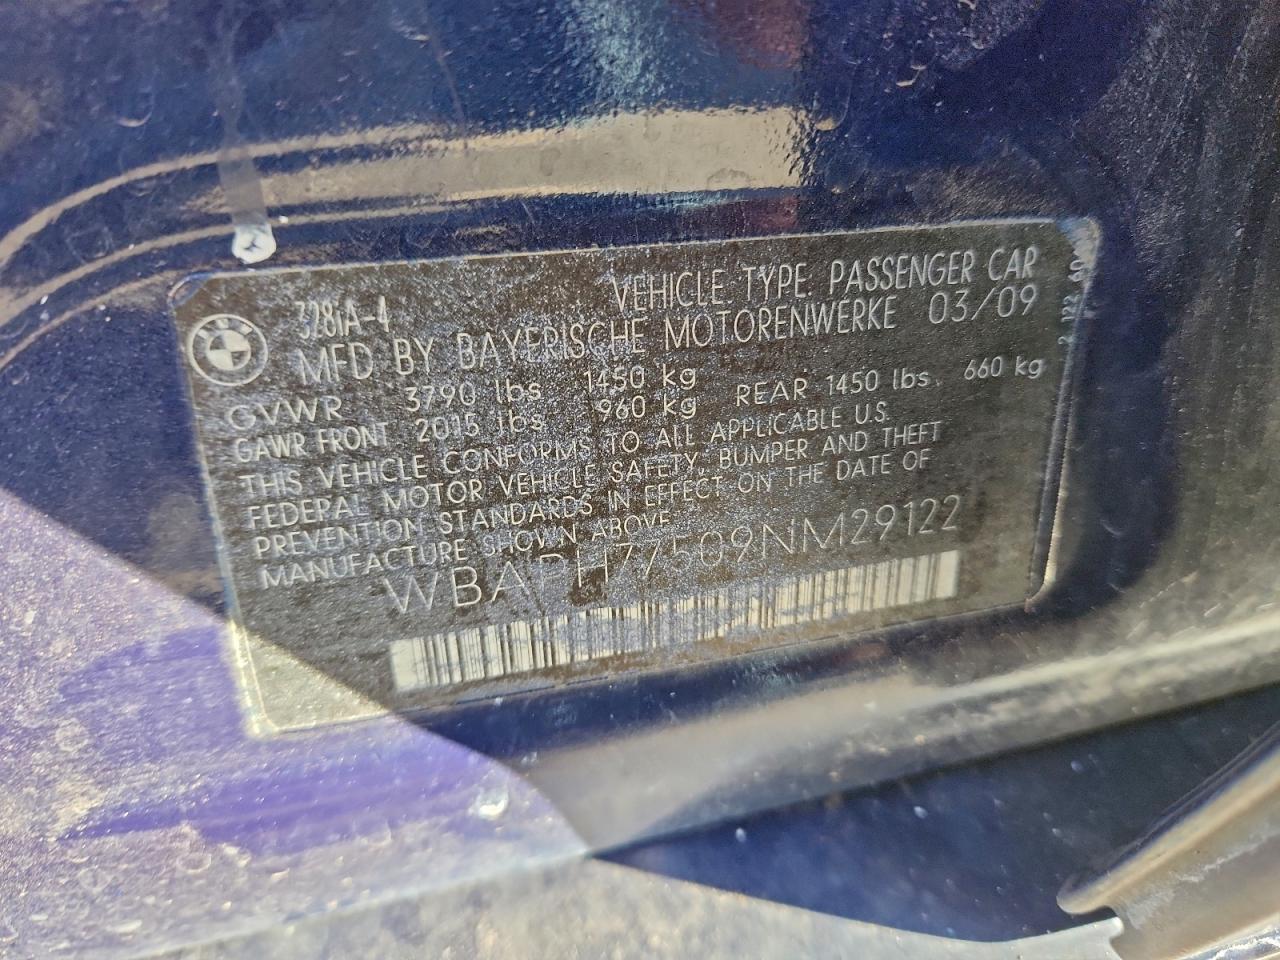 328iA-4
VEHICLE TYPE PASSENGER CAR
MFD BY BAYERISCHE MOTORENWERKE 03/09
GVWR 3790 lbs 1450 kg
GAWR FRONT 2015 lbs 960 kg REAR 1450 lbs. 660 kg
THIS VEHICLE CONFORMS TO ALL APPLICABLE U.S.
FEDERAL MOTOR VEHICLE SAFETY, BUMPER AND THEFT
PREVENTION STANDARDS IN EFFECT ON THE DATE OF
MANUFACTURE SHOWN ABOVE
WBAPH77509NM29122